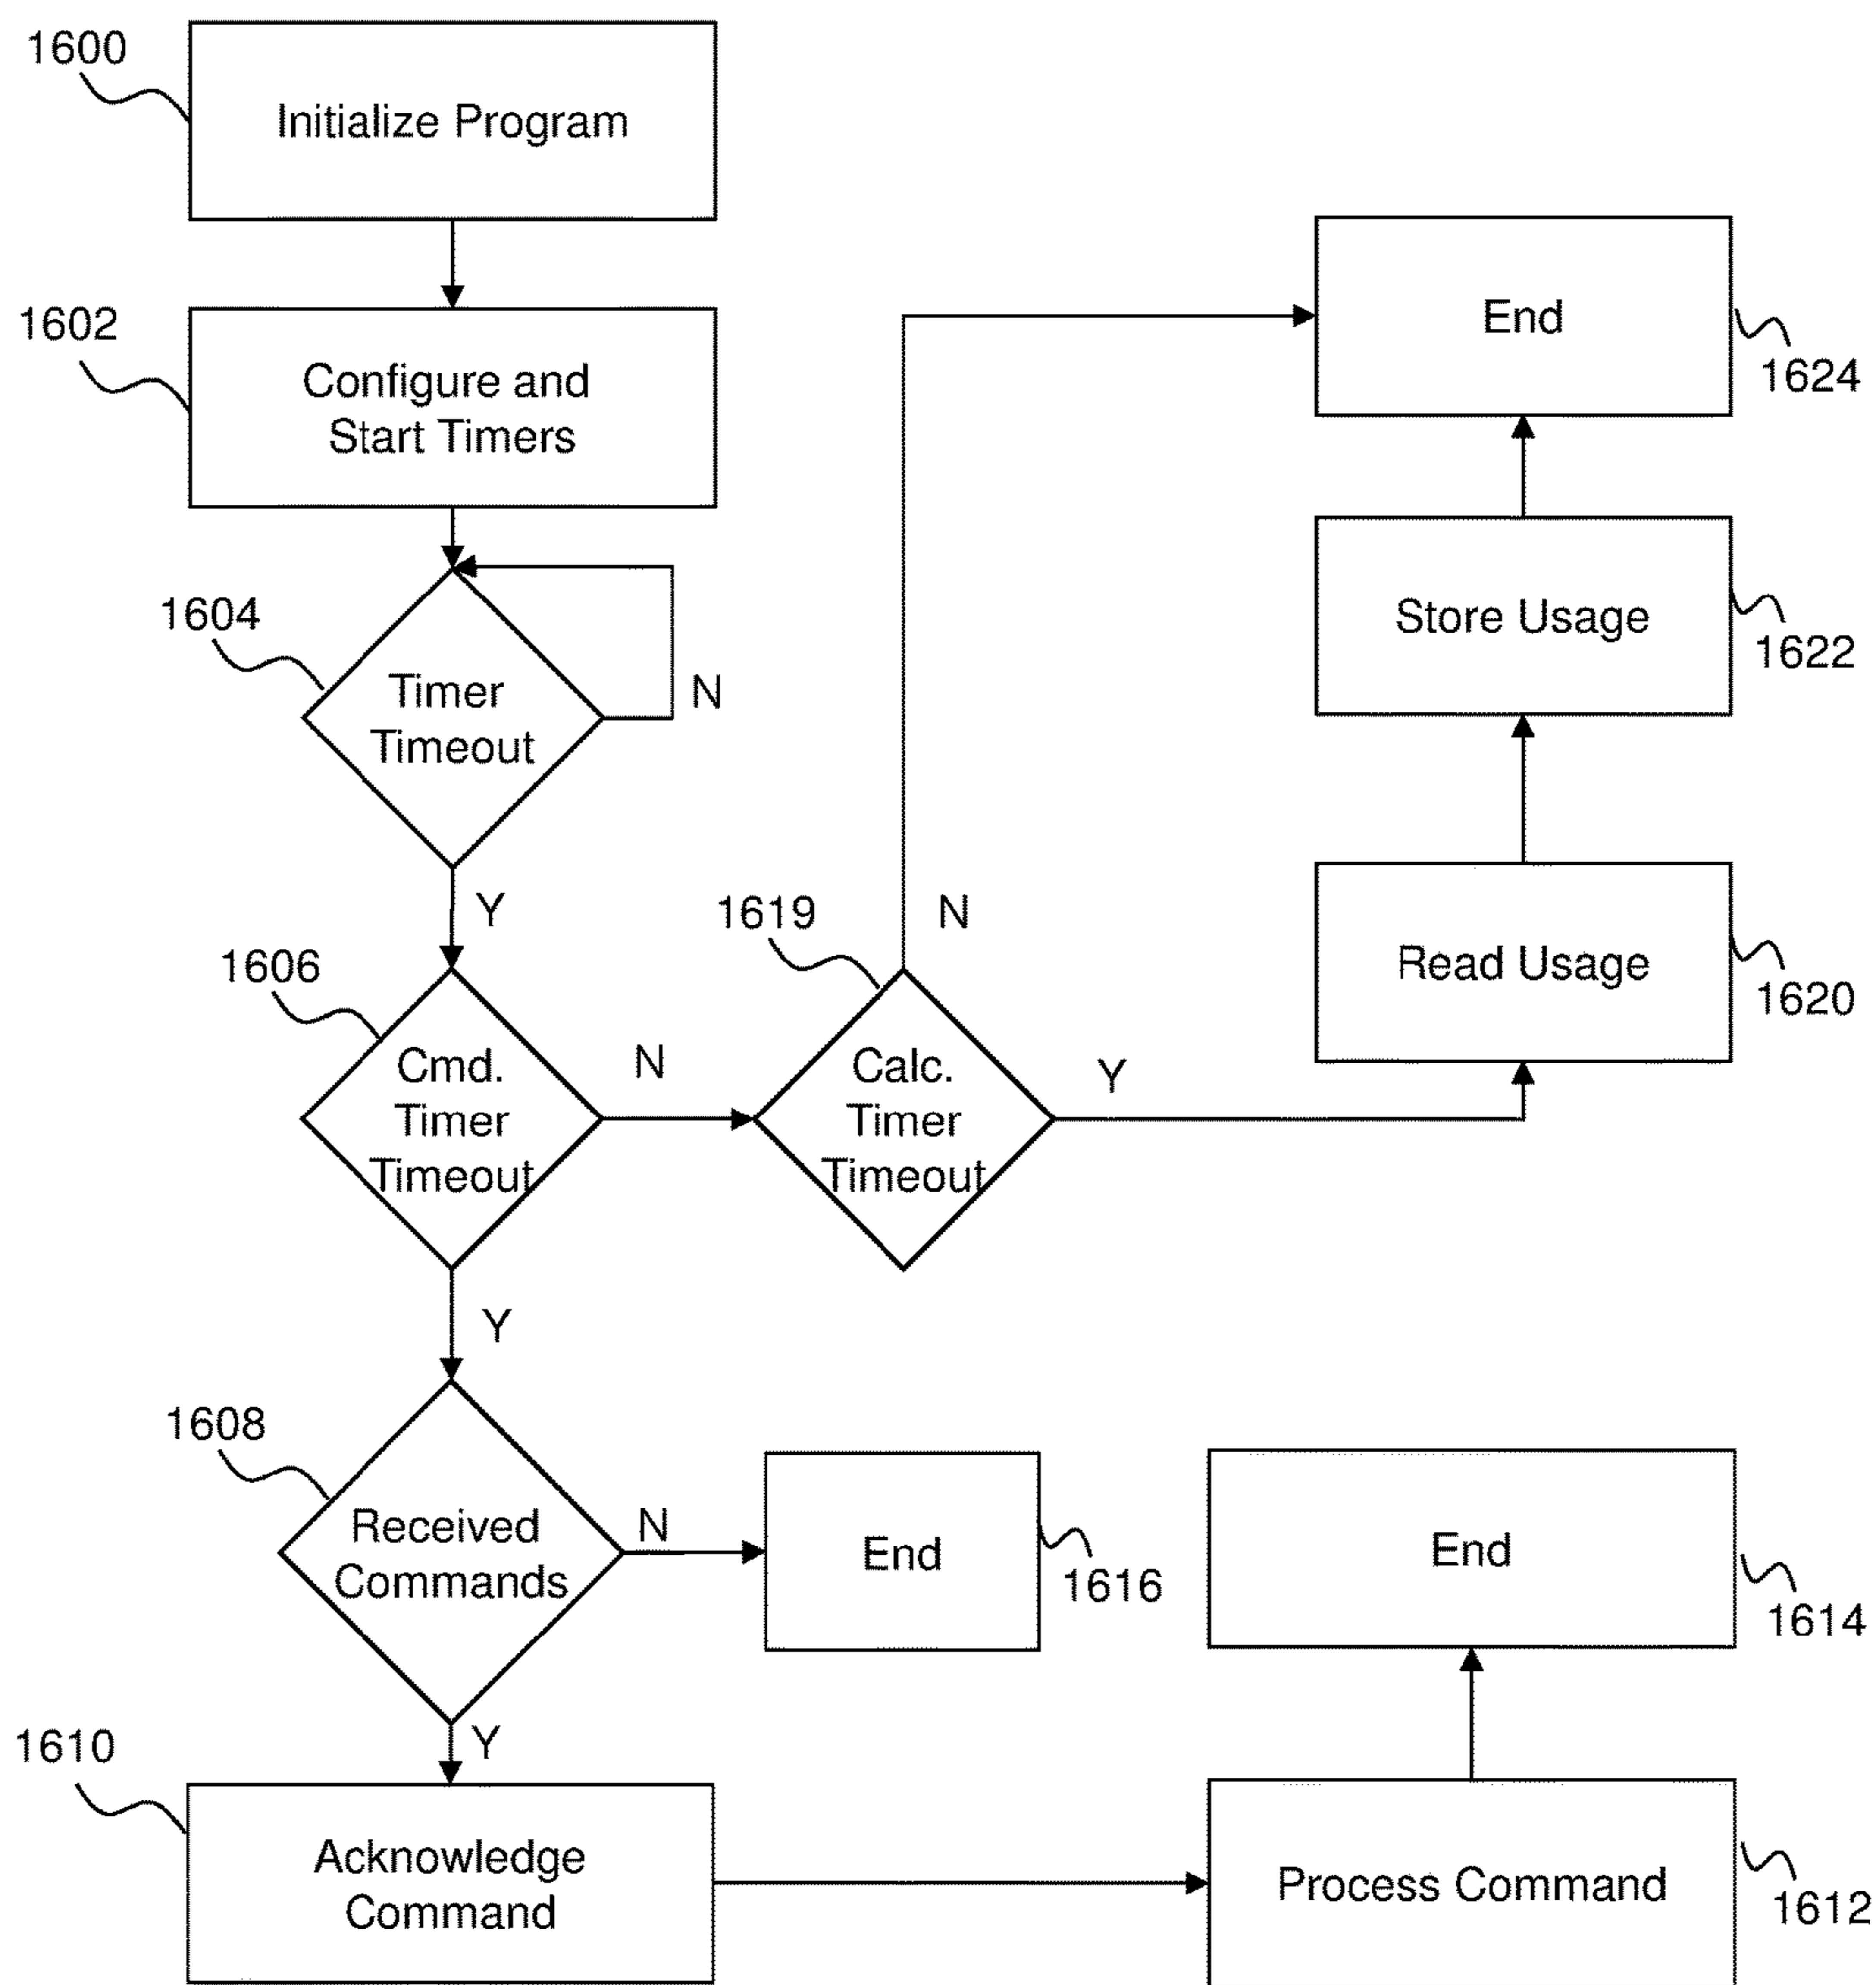 1600
Initialize Program
1602
Configure and
Start Timers
1604
Timer
Timeout
N
Y
1606
Cmd.
Timer
Timeout
N
1619
Calc.
Timer
Timeout
N
Y
End
1624
Store Usage
1622
Read Usage
1620
Y
1608
Received
Commands
N
End
1616
End
1614
Y
1610
Acknowledge
Command
Process Command
1612